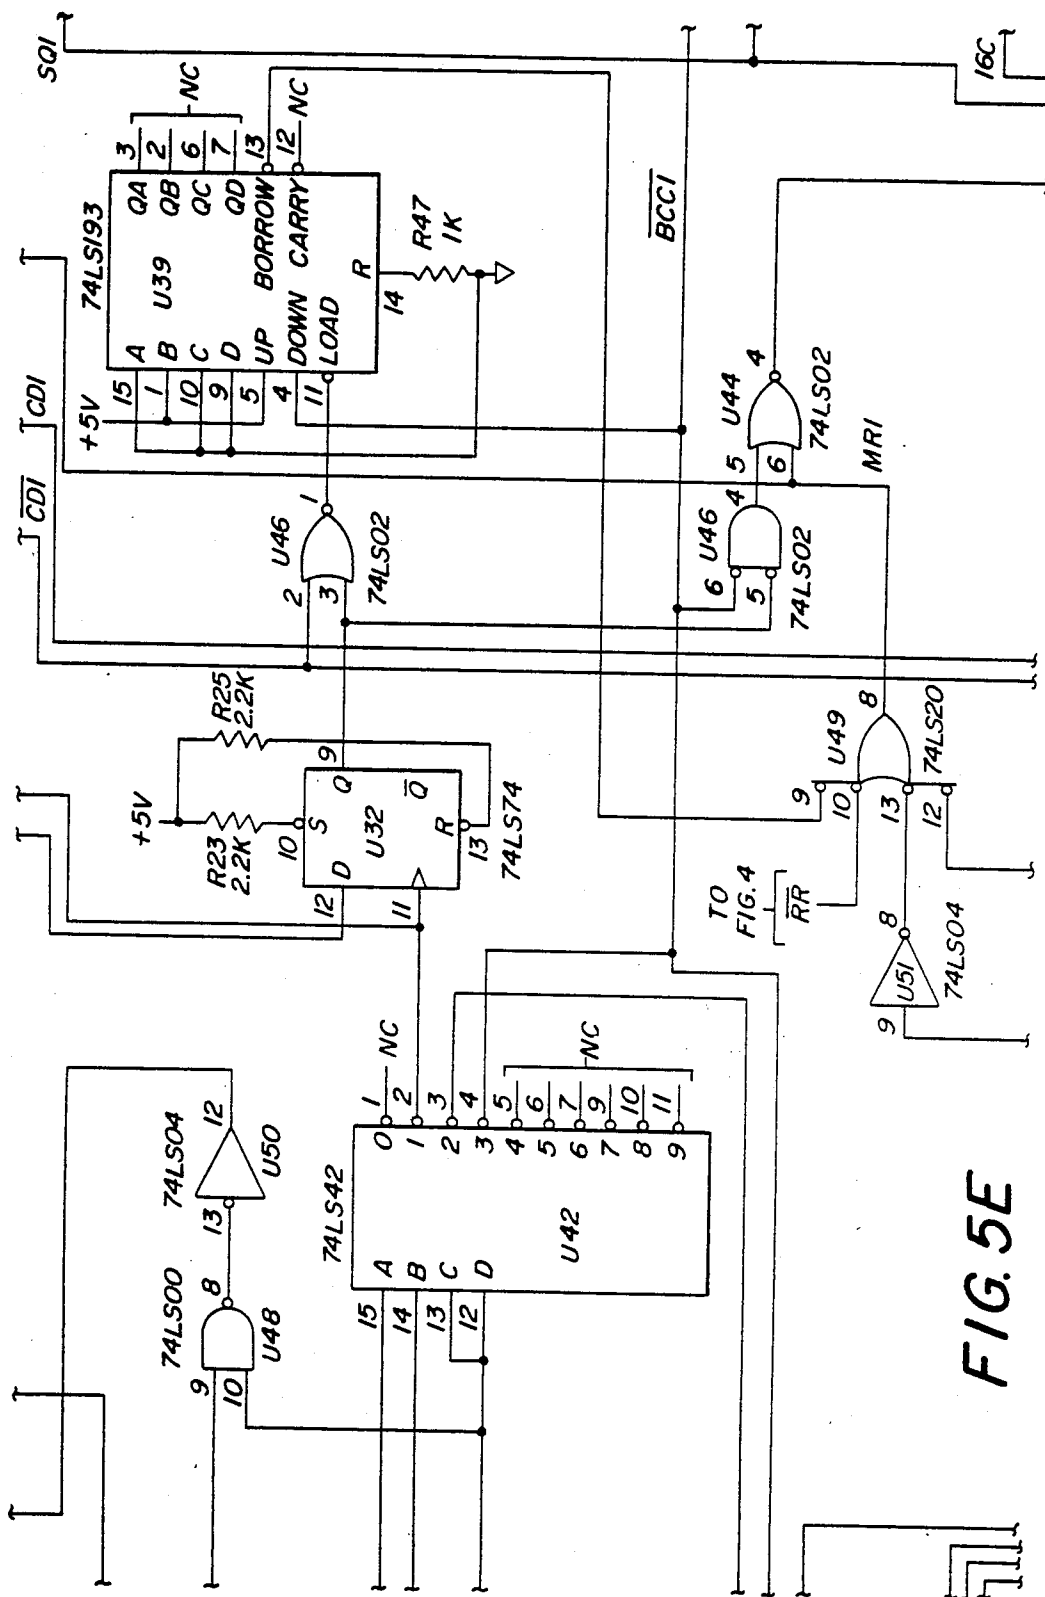 SQ1
CD1
CD1
74LS193
U39
+5V
15 A
1 B
10 C
9 D
5 UP
4 DOWN
11 LOAD
QA 3
QB 2
QC 6
QD 7
NC
BORROW 13
CARRY 12 NC
R
14
R47
1K
BCC1
16C
U46
2
3
1
74LS02
U46
6
5
4
74LS02
U44
5
6
4
74LS02
MR1
+5V
R25
2.2K
R23
2.2K
10
S
12 D
11
U32
Q 9
Q
R
13
74LS74
U49
9
10
13
12
8
74LS20
TO
FIG. 4
RR
9
U51
8
74LS04
74LS00
9
10
8
U48
74LS04
13
12
U50
74LS42
U42
15 A
14 B
13 C
12 D
0 1 NC
1 2
2 3
3 4
4 5
5 6
6 7
7 9
8 10
9 11
NC
FIG. 5E